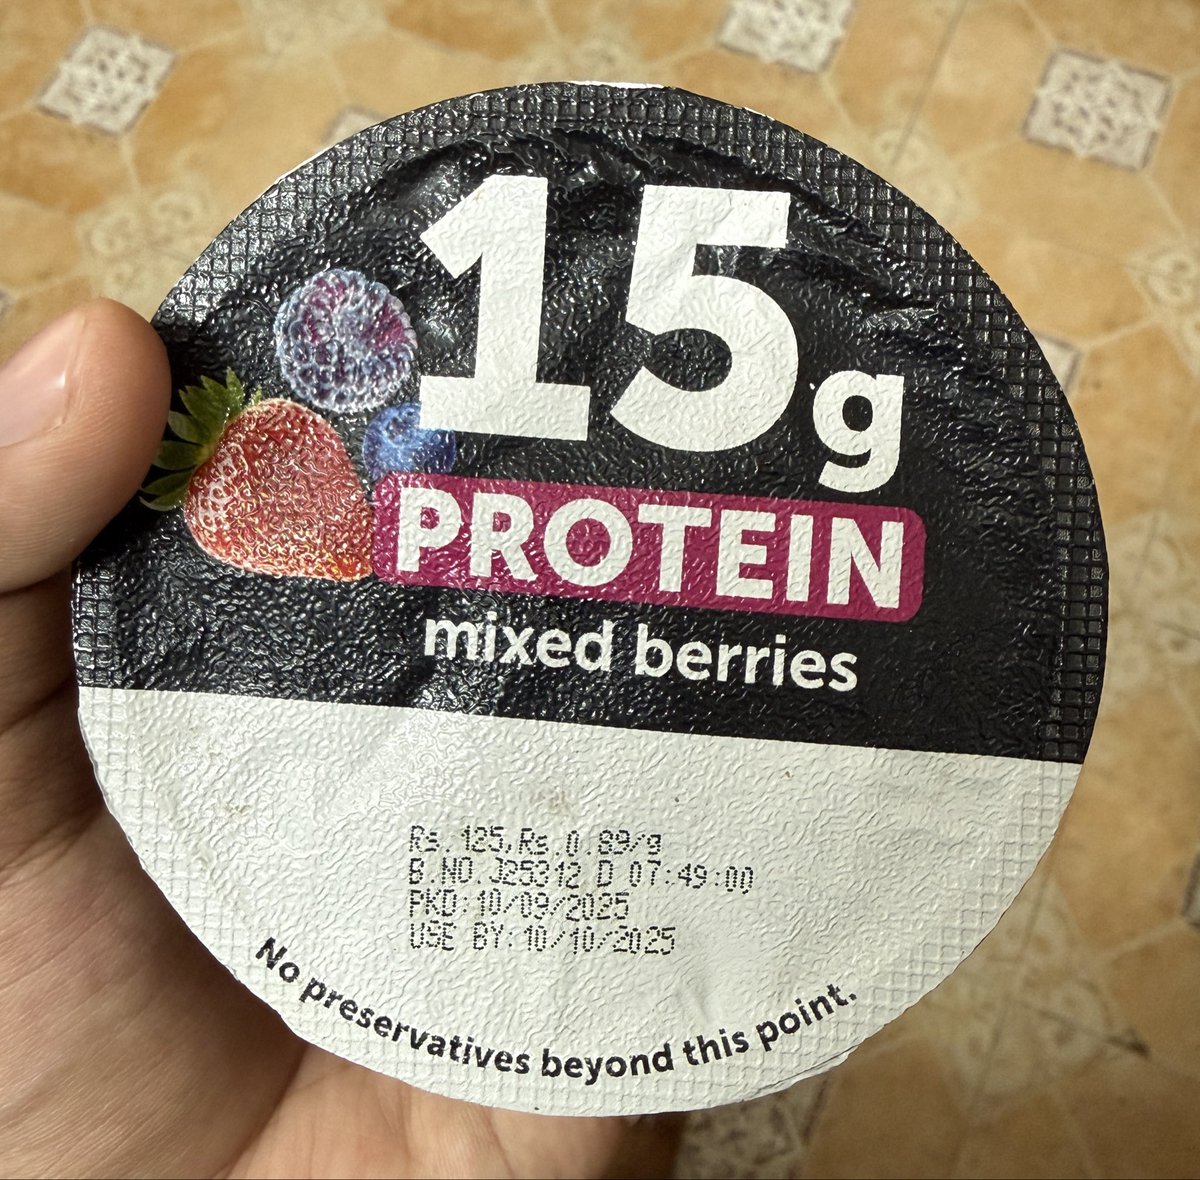 15g
PROTEIN
mixed berries
Rs. 125, Rs. 0.89/g
B.NO. J25312 D 07:49:00
PKD: 10/09/2025
USE BY: 10/10/2025
No preservatives beyond this point.